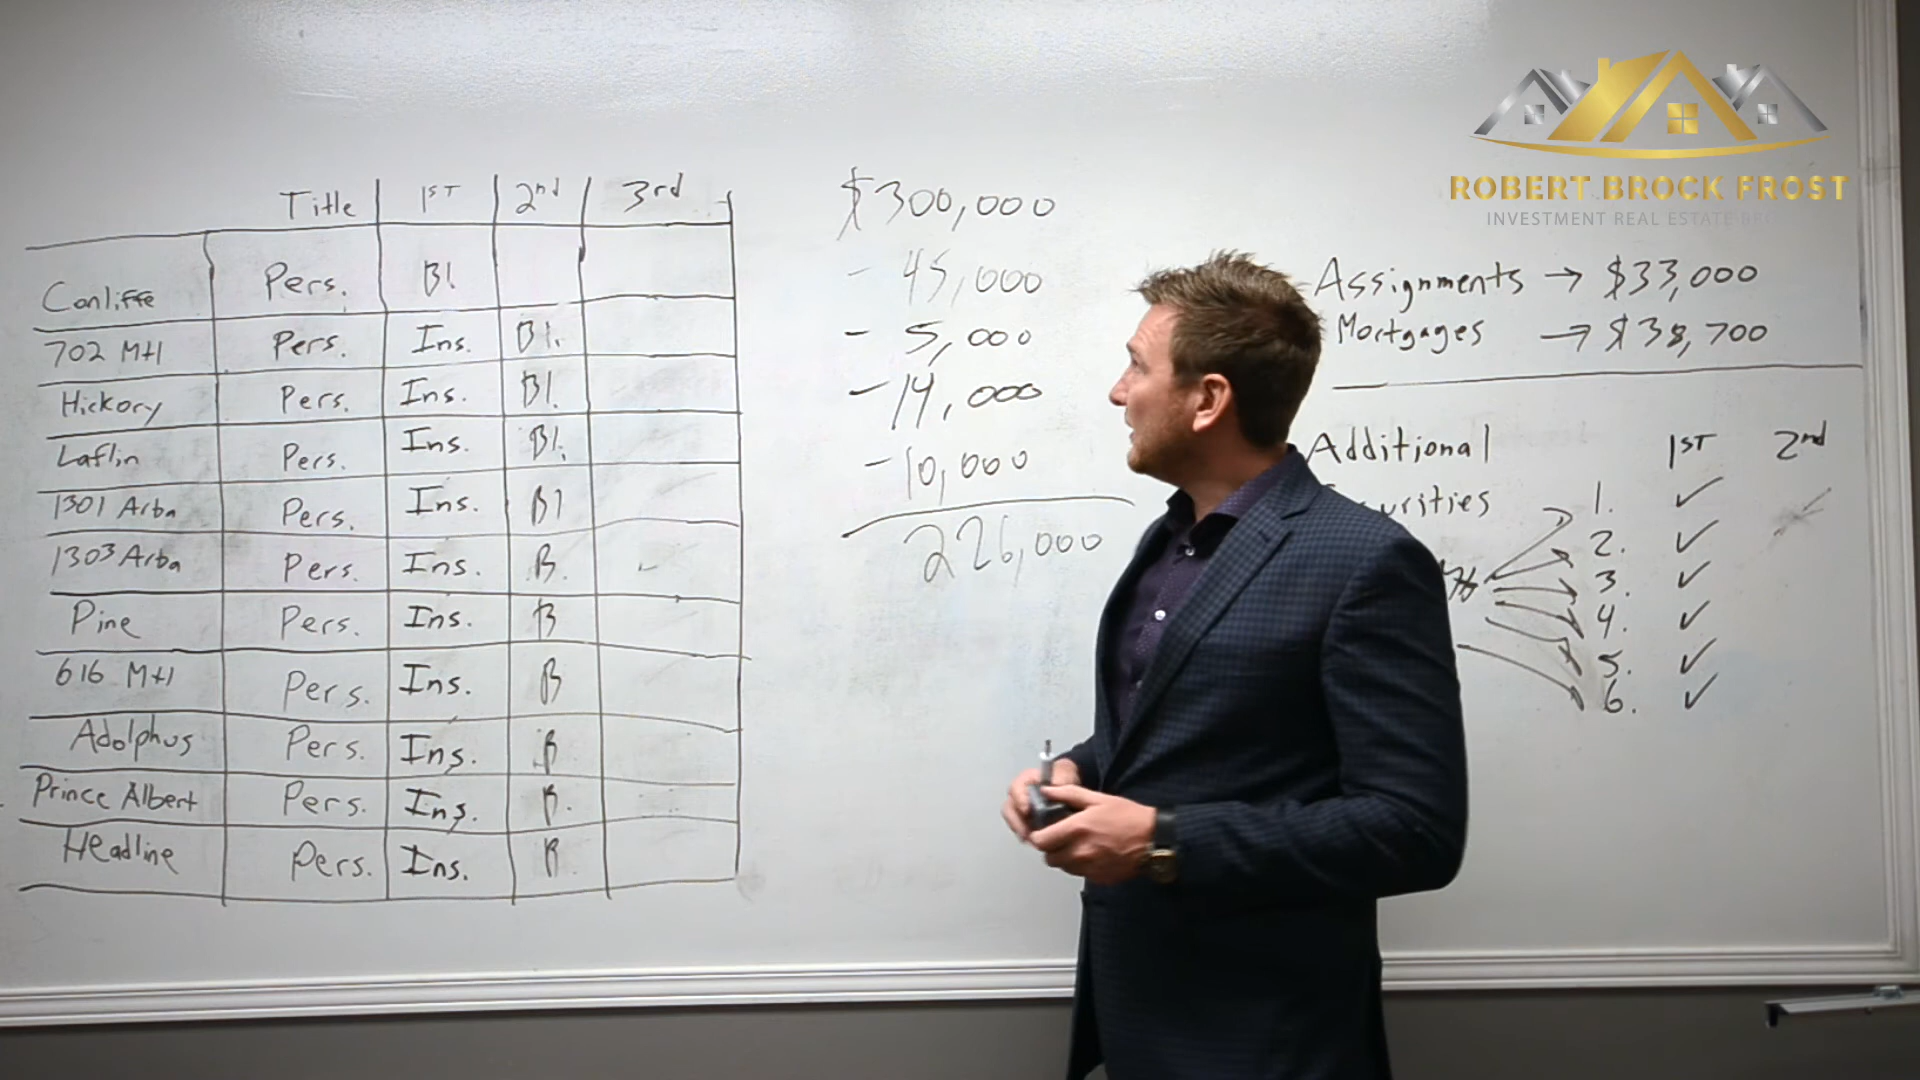 Title 1ST 2nd 3rd
Conliffe Pers. Bl.
702 Mtl Pers. Ins. Bl.
Hickory Pers. Ins. Bl.
Laflin Pers. Ins. Bl.
1301 Arba Pers. Ins. Bl
1303 Arba Pers. Ins. B.
Pine Pers. Ins. B
616 Mtl Pers. Ins. B
Adolphus Pers. Ins. B
Prince Albert Pers. Ins. B.
Headline Pers. Ins. B
$300,000
- 45,000
- 5,000
- 14,000
- 10,000
226,000
ROBERT BROCK FROST
INVESTMENT REAL ESTATE
Assignments → $33,000
Mortgages → $38,700
Additional 1ST 2nd
1. ✓
2. ✓
3. ✓
4. ✓
5. ✓
6. ✓